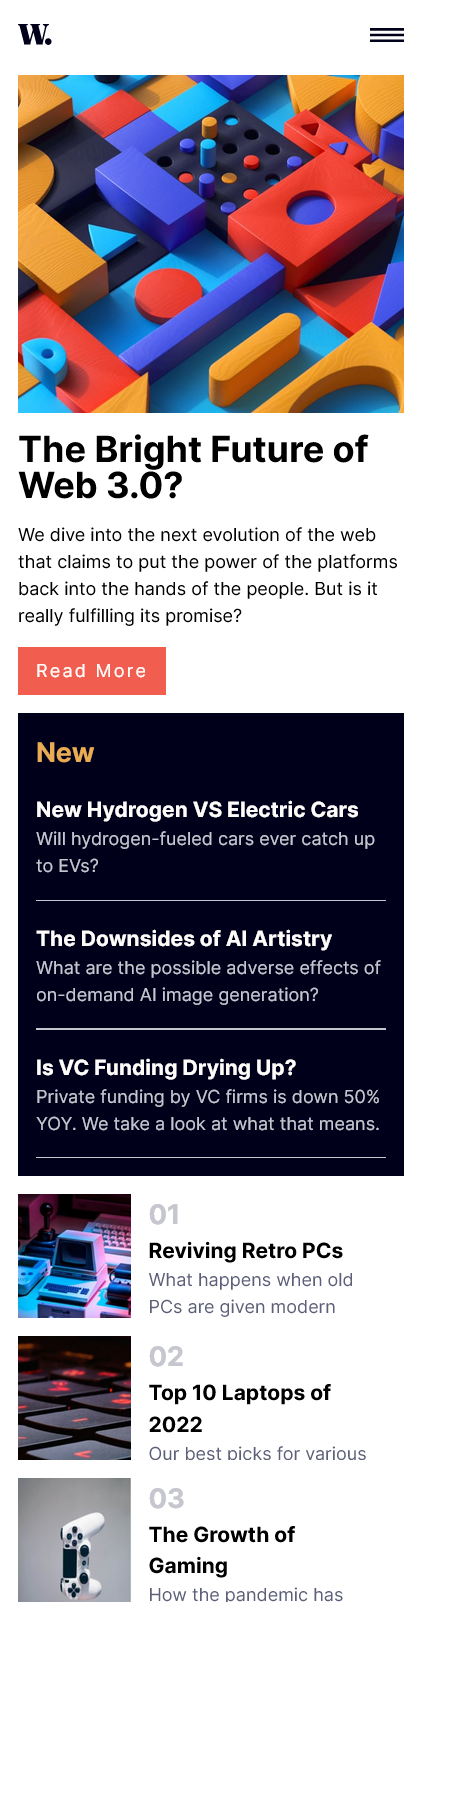 W.
The Bright Future of
Web 3.0?
We dive into the next evolution of the web
that claims to put the power of the platforms
back into the hands of the people. But is it
really fulfilling its promise?
Read More
New
New Hydrogen VS Electric Cars
Will hydrogen-fueled cars ever catch up
to EVs?
The Downsides of AI Artistry
What are the possible adverse effects of
on-demand AI image generation?
Is VC Funding Drying Up?
Private funding by VC firms is down 50%
YOY. We take a look at what that means.
01
Reviving Retro PCs
What happens when old
PCs are given modern
02
Top 10 Laptops of
2022
Our best picks for various
03
The Growth of
Gaming
How the pandemic has